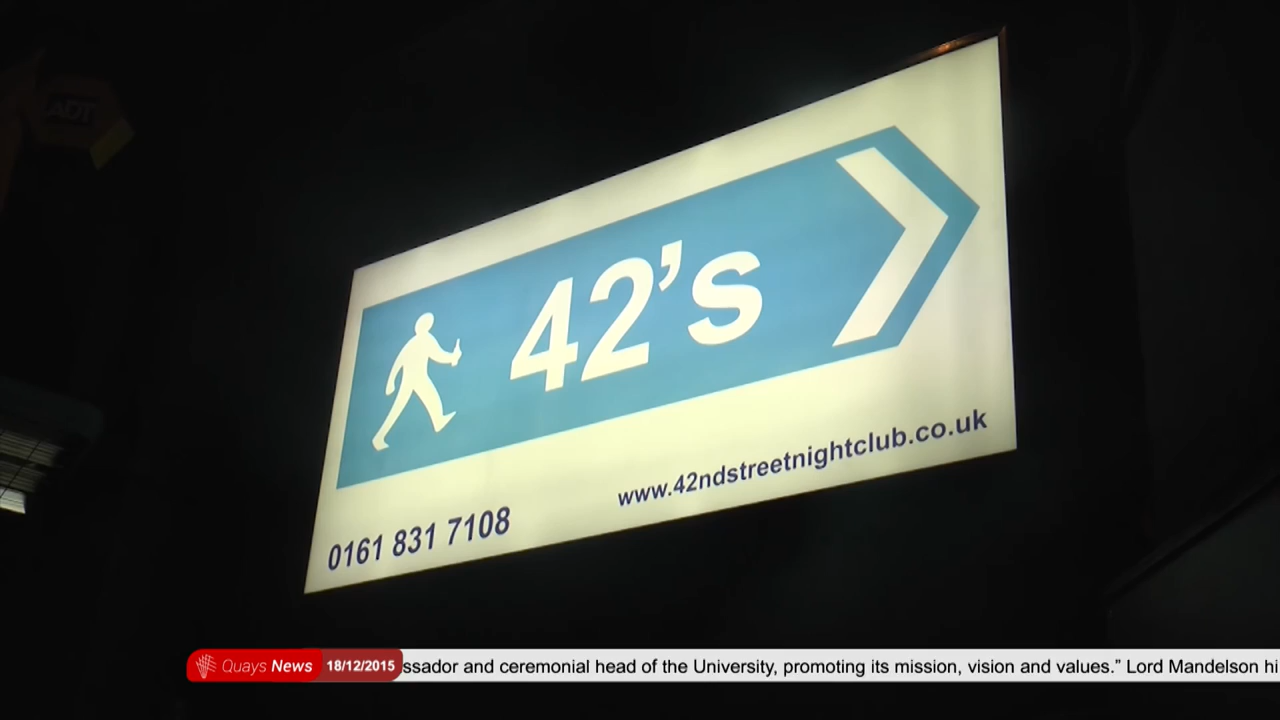 ADT
42's
www.42ndstreetnightclub.co.uk
0161 831 7108
Quays News 18/12/2015 ssador and ceremonial head of the University, promoting its mission, vision and values.” Lord Mandelson hi